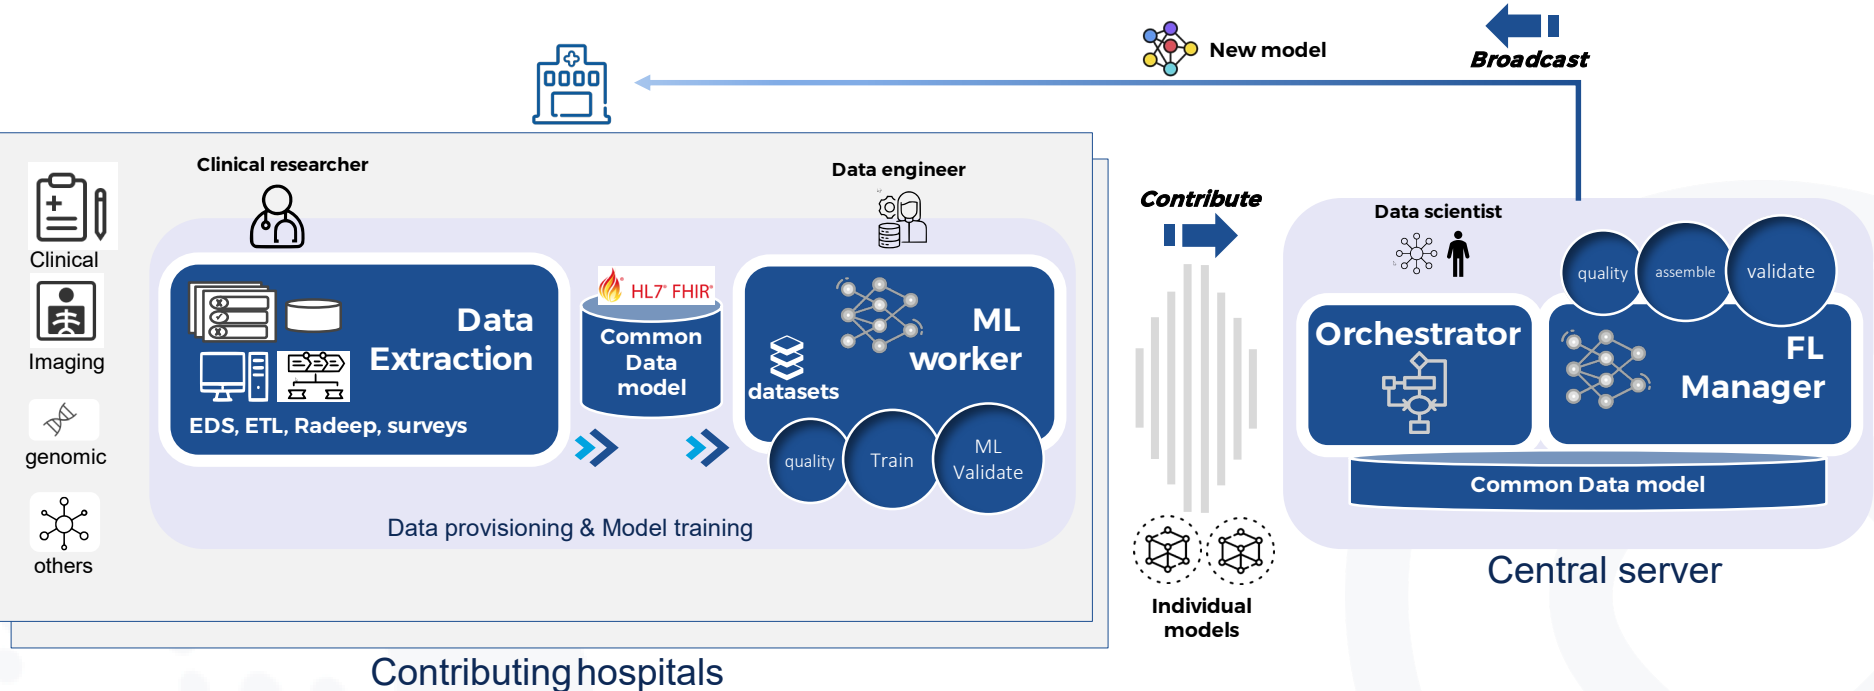 New model
Broadcast
Clinical researcher
Data engineer
Clinical
Imaging
genomic
others
Data
Extraction
EDS, ETL, Radeep, surveys
HL7® FHIR®
Common
Data
model
ML
worker
datasets
quality
Train
ML
Validate
Data provisioning & Model training
Contributing hospitals
Contribute
Individual
models
Data scientist
quality
assemble
validate
Orchestrator
FL
Manager
Common Data model
Central server